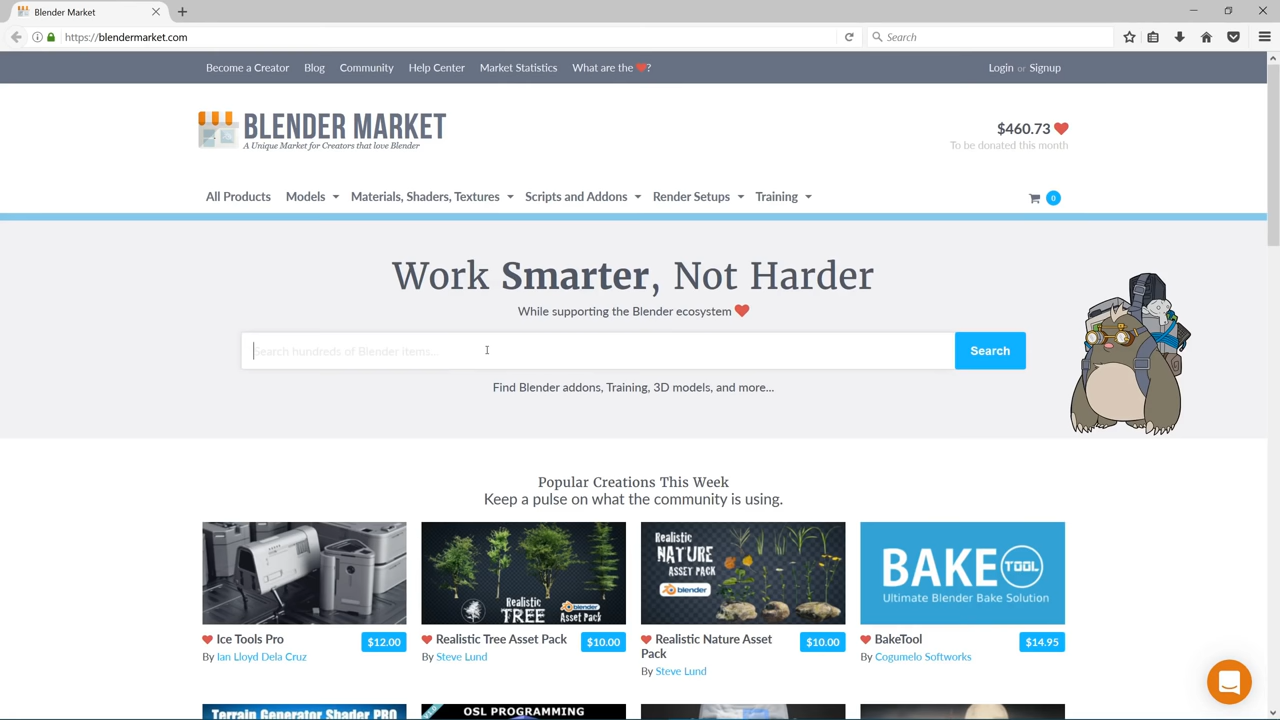 Blender Market
https://blendermarket.com
Search
Become a Creator Blog Community Help Center Market Statistics What are the ?
Login or Signup
BLENDER MARKET
A Unique Market for Creators that love Blender
$460.73
To be donated this month
All Products Models Materials, Shaders, Textures Scripts and Addons Render Setups Training
0
Work Smarter, Not Harder
While supporting the Blender ecosystem
Search hundreds of Blender items...
Search
Find Blender addons, Training, 3D models, and more...
Popular Creations This Week
Keep a pulse on what the community is using.
Realistic
TREE
blender
Asset Pack
Realistic
NATURE
ASSET PACK
blender
BAKE TOOL
Ultimate Blender Bake Solution
Ice Tools Pro
$12.00
By Ian Lloyd Dela Cruz
Realistic Tree Asset Pack
$10.00
By Steve Lund
Realistic Nature Asset
Pack
$10.00
By Steve Lund
BakeTool
$14.95
By Cogumelo Softworks
Terrain Generator Shader PRO
OSL PROGRAMMING